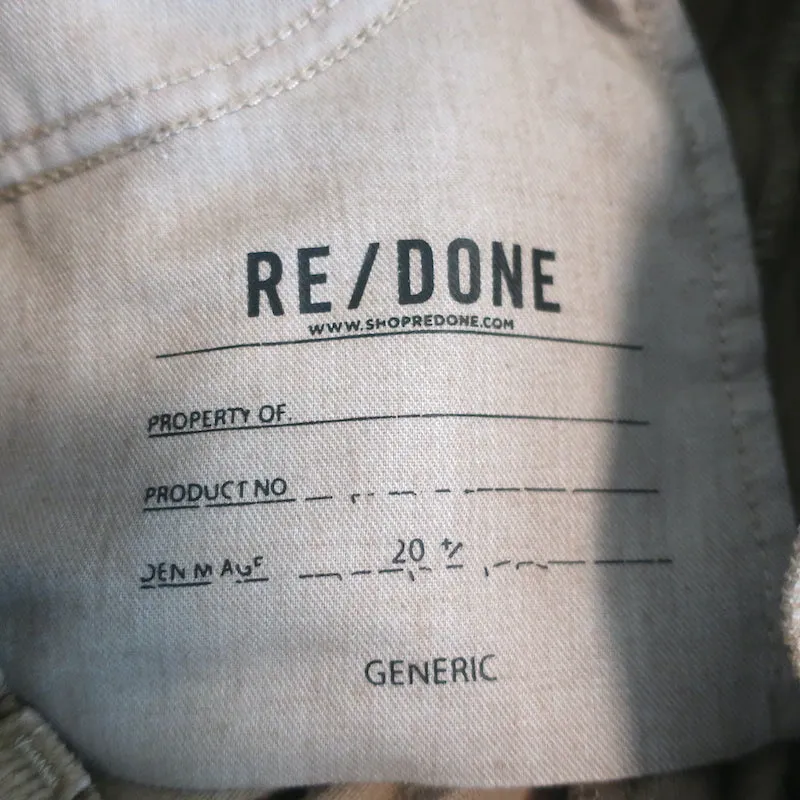 RE/DONE
WWW.SHOPREDONE.COM
PROPERTY OF.
PRODUCT NO
20 +/
GENERIC